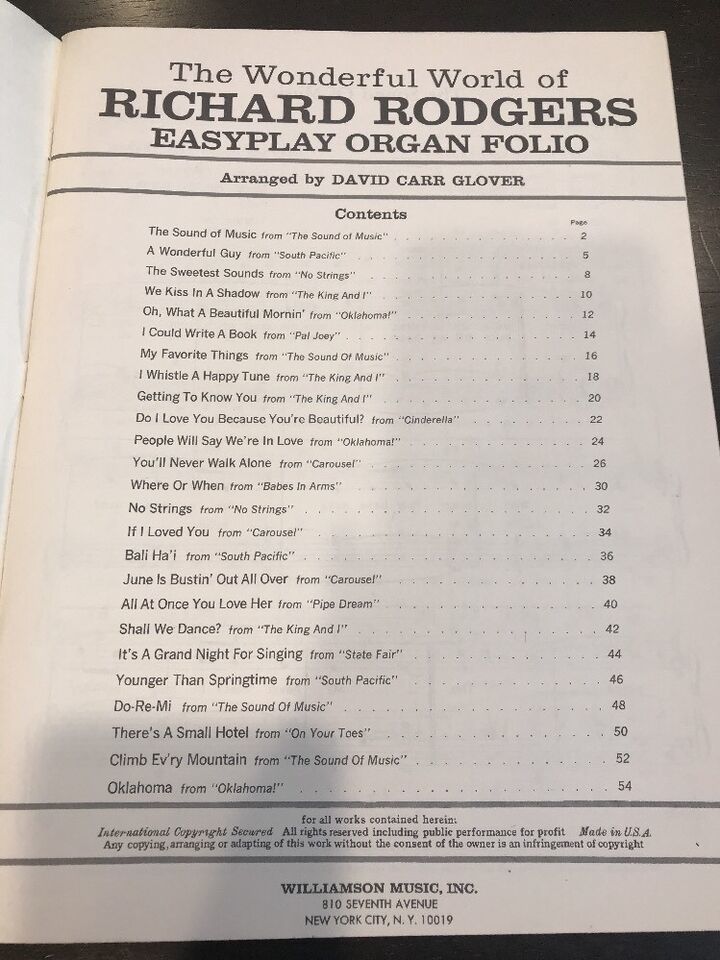 The Wonderful World of
RICHARD RODGERS
EASYPLAY ORGAN FOLIO
Arranged by DAVID CARR GLOVER
Contents
Page
The Sound of Music from "The Sound of Music" . . . . . . . . . . . . . . 2
A Wonderful Guy from "South Pacific" . . . . . . . . . . . . . . 5
The Sweetest Sounds from "No Strings" . . . . . . . . . . . . . . 8
We Kiss In A Shadow from "The King And I" . . . . . . . . . . . . . . 10
Oh, What A Beautiful Mornin' from "Oklahoma!" . . . . . . . . . . . . . . 12
I Could Write A Book from "Pal Joey" . . . . . . . . . . . . . . 14
My Favorite Things from "The Sound Of Music" . . . . . . . . . . . . . . 16
I Whistle A Happy Tune from "The King And I" . . . . . . . . . . . . . . 18
Getting To Know You from "The King And I" . . . . . . . . . . . . . . 20
Do I Love You Because You're Beautiful? from "Cinderella" . . . . . . . . . 22
People Will Say We're In Love from "Oklahoma!" . . . . . . . . . . . . . 24
You'll Never Walk Alone from "Carousel" . . . . . . . . . . . . . . 26
Where Or When from "Babes In Arms" . . . . . . . . . . . . . . 30
No Strings from "No Strings" . . . . . . . . . . . . . . 32
If I Loved You from "Carousel" . . . . . . . . . . . . . . 34
Bali Ha'i from "South Pacific" . . . . . . . . . . . . . . 36
June Is Bustin' Out All Over from "Carousel" . . . . . . . . . . . . . 38
All At Once You Love Her from "Pipe Dream" . . . . . . . . . . . . . 40
Shall We Dance? from "The King And I" . . . . . . . . . . . . . . 42
It's A Grand Night For Singing from "State Fair" . . . . . . . . . . . . 44
Younger Than Springtime from "South Pacific" . . . . . . . . . . . . 46
Do-Re-Mi from "The Sound Of Music" . . . . . . . . . . . . . . 48
There's A Small Hotel from "On Your Toes" . . . . . . . . . . . . . 50
Climb Ev'ry Mountain from "The Sound Of Music" . . . . . . . . . . . 52
Oklahoma from "Oklahoma!" . . . . . . . . . . . . . . 54
for all works contained herein:
International Copyright Secured All rights reserved including public performance for profit Made in U.S.A.
Any copying, arranging or adapting of this work without the consent of the owner is an infringement of copyright
WILLIAMSON MUSIC, INC.
810 SEVENTH AVENUE
NEW YORK CITY, N. Y. 10019